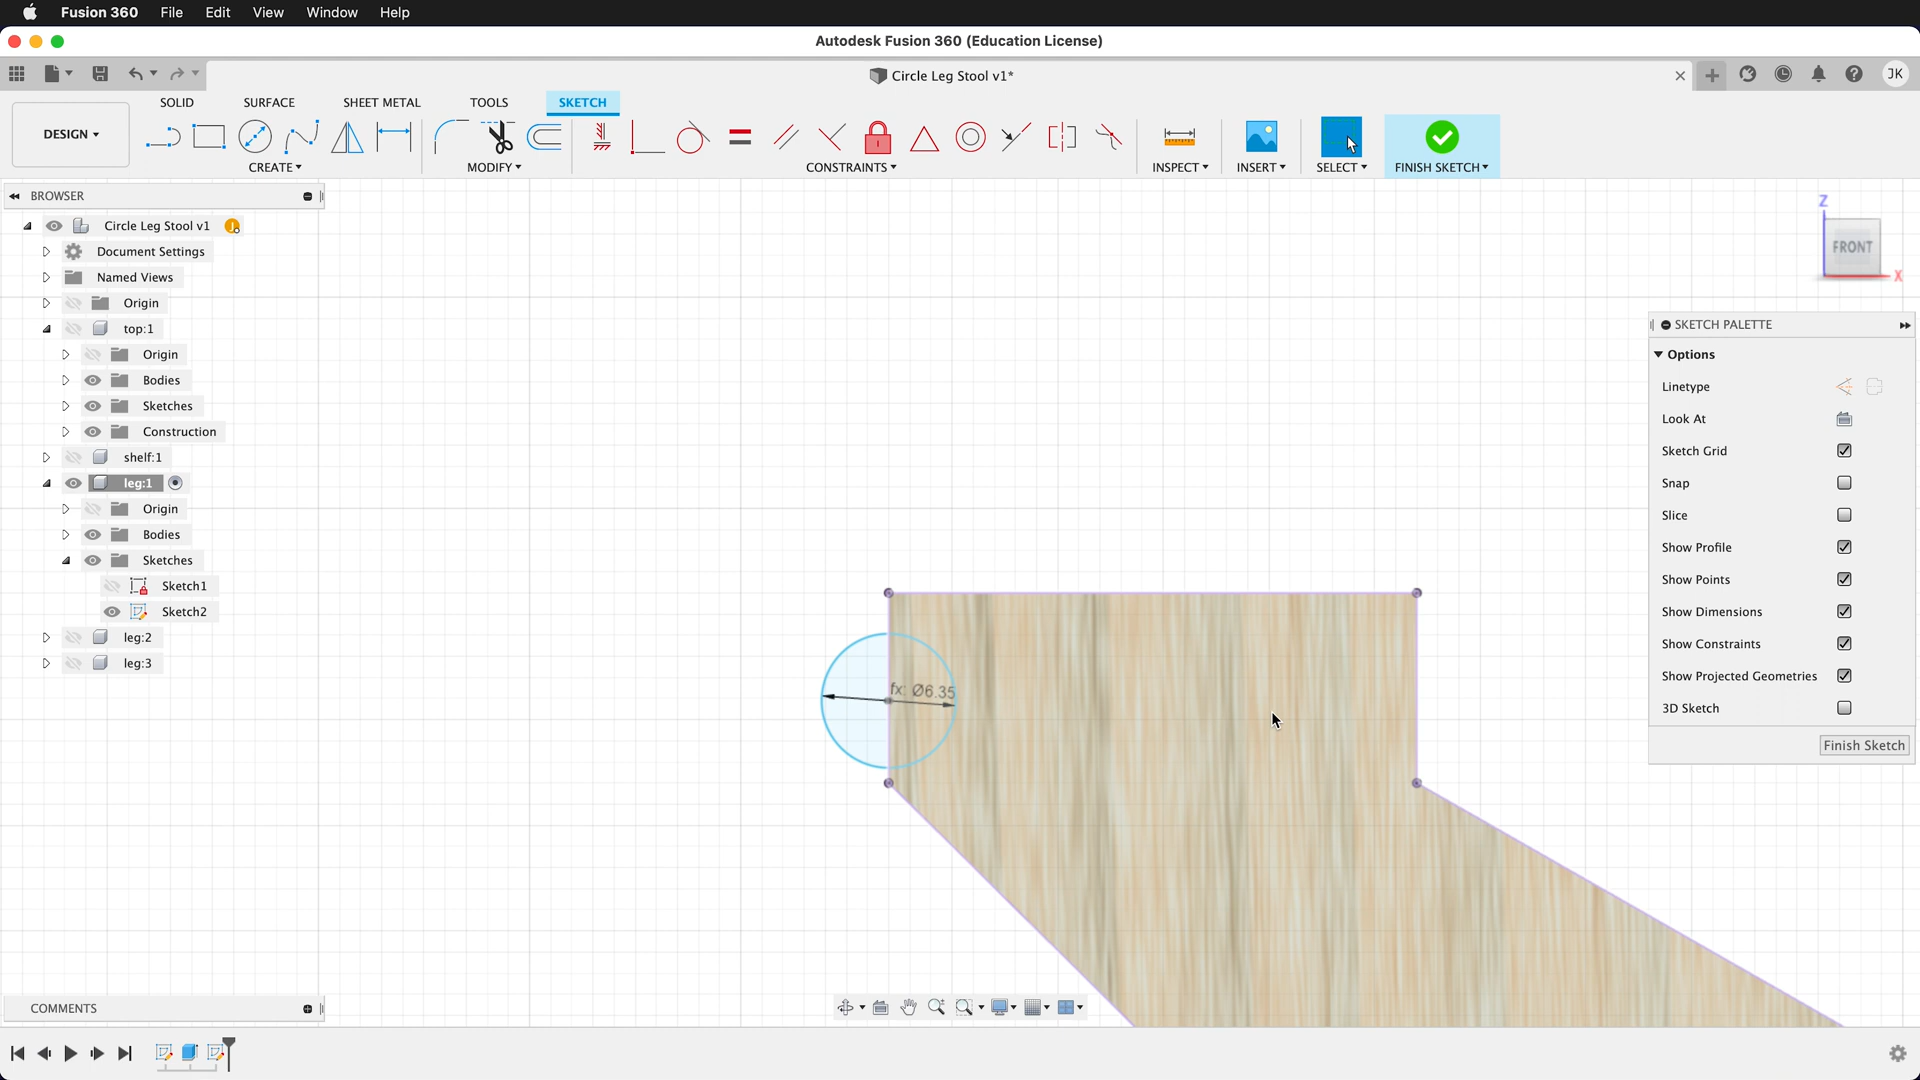 Fusion 360 File Edit View Window Help
Autodesk Fusion 360 (Education License)
Circle Leg Stool v1*
JK
SOLID SURFACE SHEET METAL TOOLS SKETCH
DESIGN
CREATE MODIFY CONSTRAINTS INSPECT INSERT SELECT FINISH SKETCH
BROWSER
Circle Leg Stool v1
Document Settings
Named Views
Origin
top:1
Origin
Bodies
Sketches
Construction
shelf:1
leg:1
Origin
Bodies
Sketches
Sketch1
Sketch2
leg:2
leg:3
Z
FRONT
X
SKETCH PALETTE
Options
Linetype
Look At
Sketch Grid
Snap
Slice
Show Profile
Show Points
Show Dimensions
Show Constraints
Show Projected Geometries
3D Sketch
Finish Sketch
fx: Ø6.35
COMMENTS